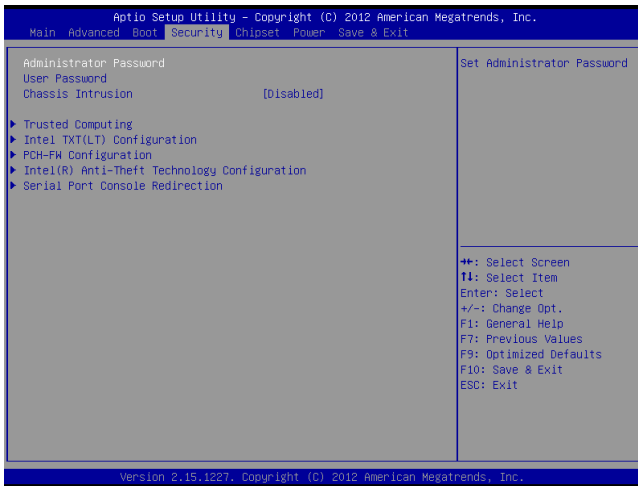 Aptio Setup Utility – Copyright (C) 2012 American Megatrends, Inc.
Main Advanced Boot Security Chipset Power Save & Exit
Administrator Password
User Password
Chassis Intrusion [Disabled]
▶ Trusted Computing
▶ Intel TXT(LT) Configuration
▶ PCH-FW Configuration
▶ Intel(R) Anti-Theft Technology Configuration
▶ Serial Port Console Redirection
Set Administrator Password
→←: Select Screen
↑↓: Select Item
Enter: Select
+/-: Change Opt.
F1: General Help
F7: Previous Values
F9: Optimized Defaults
F10: Save & Exit
ESC: Exit
Version 2.15.1227. Copyright (C) 2012 American Megatrends, Inc.